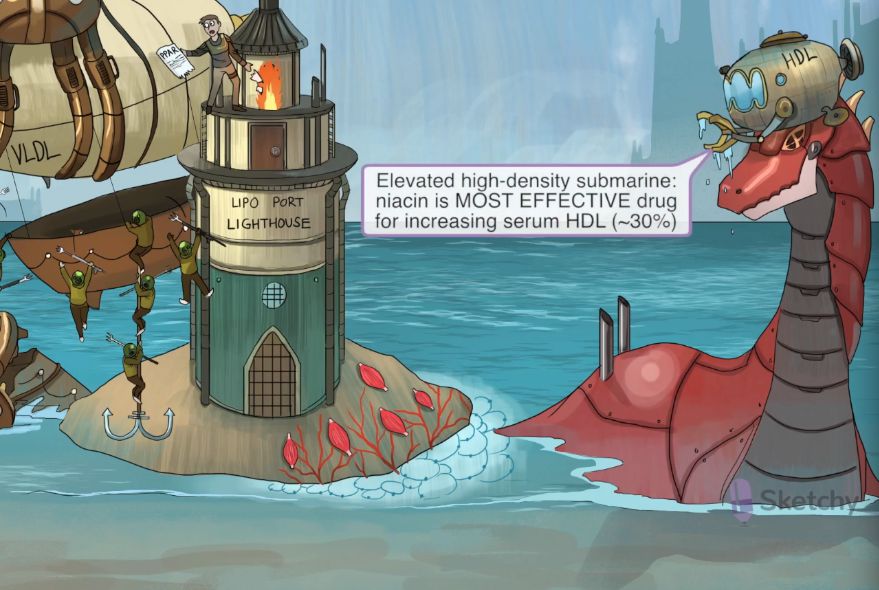 PPAR
HDL
VLDL
Elevated high-density submarine:
niacin is MOST EFFECTIVE drug
for increasing serum HDL (~30%)
LIPO PORT
LIGHTHOUSE
Sketchy